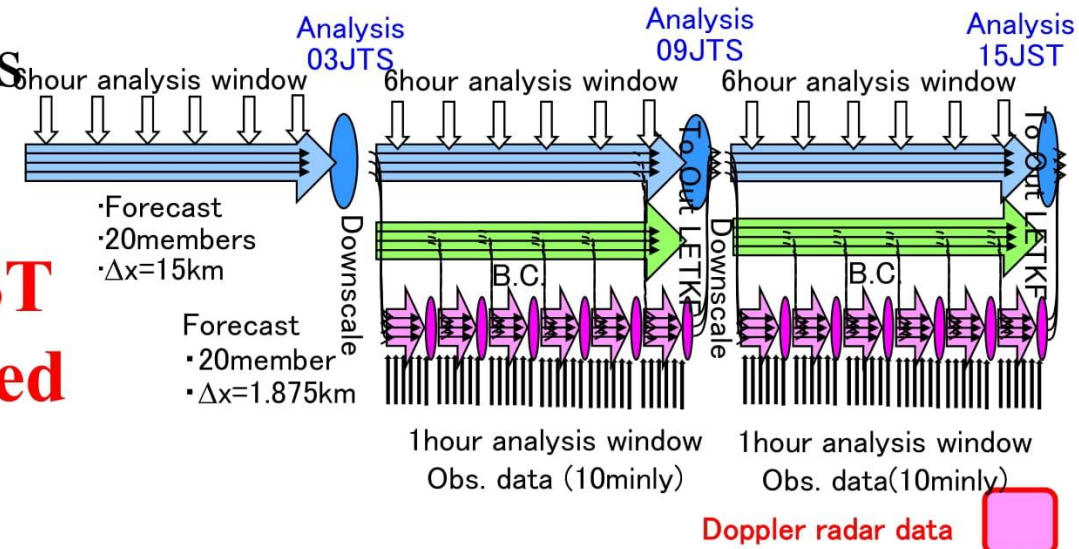 Analysis
03JTS
Analysis
09JTS
Analysis
15JST
s
6hour analysis window
6hour analysis window
6hour analysis window
·Forecast
·20members
·Δx=15km
Downscale
To Out LETKF
Downscale
To Out LETKF
B.C.
B.C.
ST
ed
Forecast
·20member
·Δx=1.875km
1hour analysis window
Obs. data (10minly)
1hour analysis window
Obs. data(10minly)
Doppler radar data